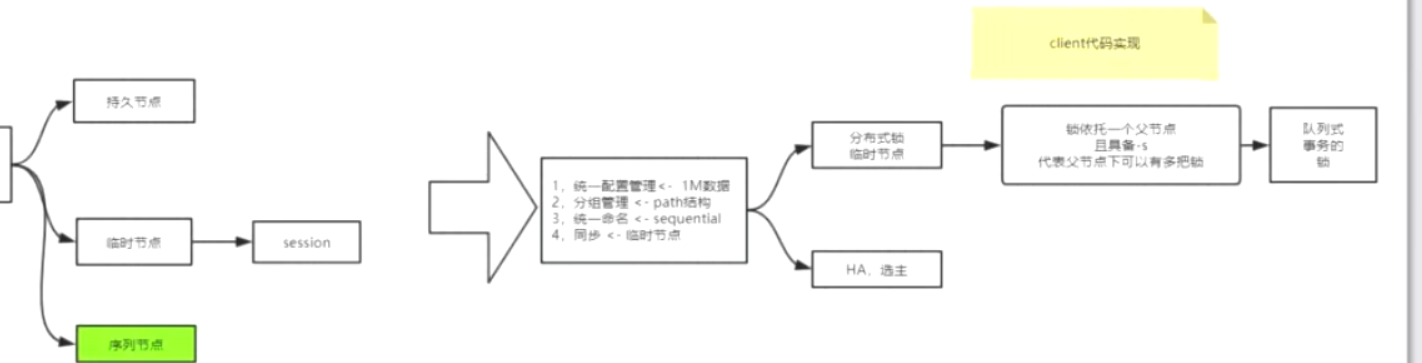 client代码实现
持久节点
分布式锁
临时节点
锁依托一个父节点
且具备-s
代表父节点下可以有多把锁
队列式
事务的
锁
1，统一配置管理<- 1M数据
2，分组管理 <- path结构
3，统一命名 <- sequential
4，同步 <- 临时节点
临时节点
session
HA，选主
序列节点